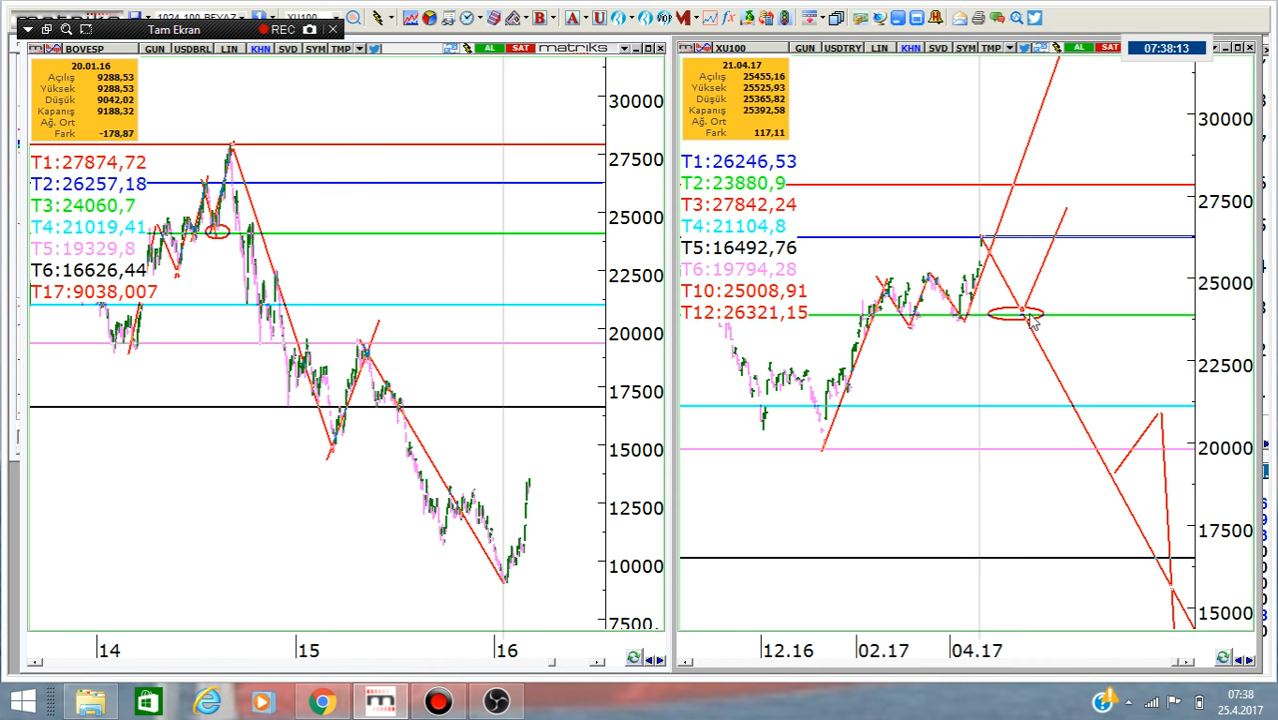 1024 100 BEYAZ
XU100
Tam Ekran
REC
BOVESP GUN USDBRL LIN KHN SVD SYM TMP
AL SAT matriks
20.01.16
Açılış 9288,53
Yüksek 9288,53
Düşük 9042,02
Kapanış 9188,32
Ağ. Ort
Fark -178,87
T1:27874,72
T2:26257,18
T3:24060,7
T4:21019,41
T5:19329,8
T6:16626,44
T17:9038,007
30000
27500
25000
22500
20000
17500
15000
12500
10000
7500
14 15 16
XU100 GUN USDTRY LIN KHN SVD SYM TMP
AL SAT
07:38:13
21.04.17
Açılış 25455,16
Yüksek 25525,93
Düşük 25365,82
Kapanış 25392,58
Ağ. Ort
Fark 117,11
T1:26246,53
T2:23880,9
T3:27842,24
T4:21104,8
T5:16492,76
T6:19794,28
T10:25008,91
T12:26321,15
30000
27500
25000
22500
20000
17500
15000
12.16 02.17 04.17
07:38
25.4.2017